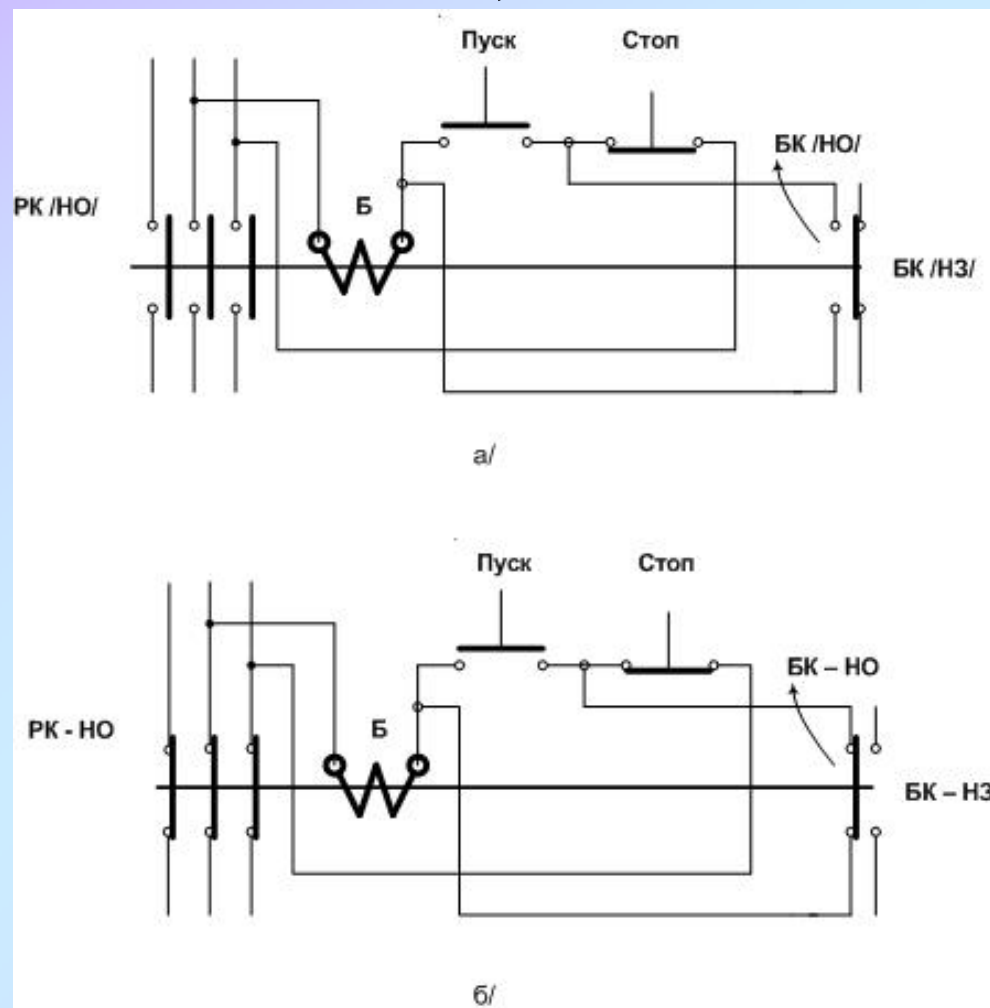 Пуск
Стоп
БК /НО/
РК /НО/
Б
БК /НЗ/
а/
Пуск
Стоп
БК – НО
РК - НО
Б
БК – НЗ
б/